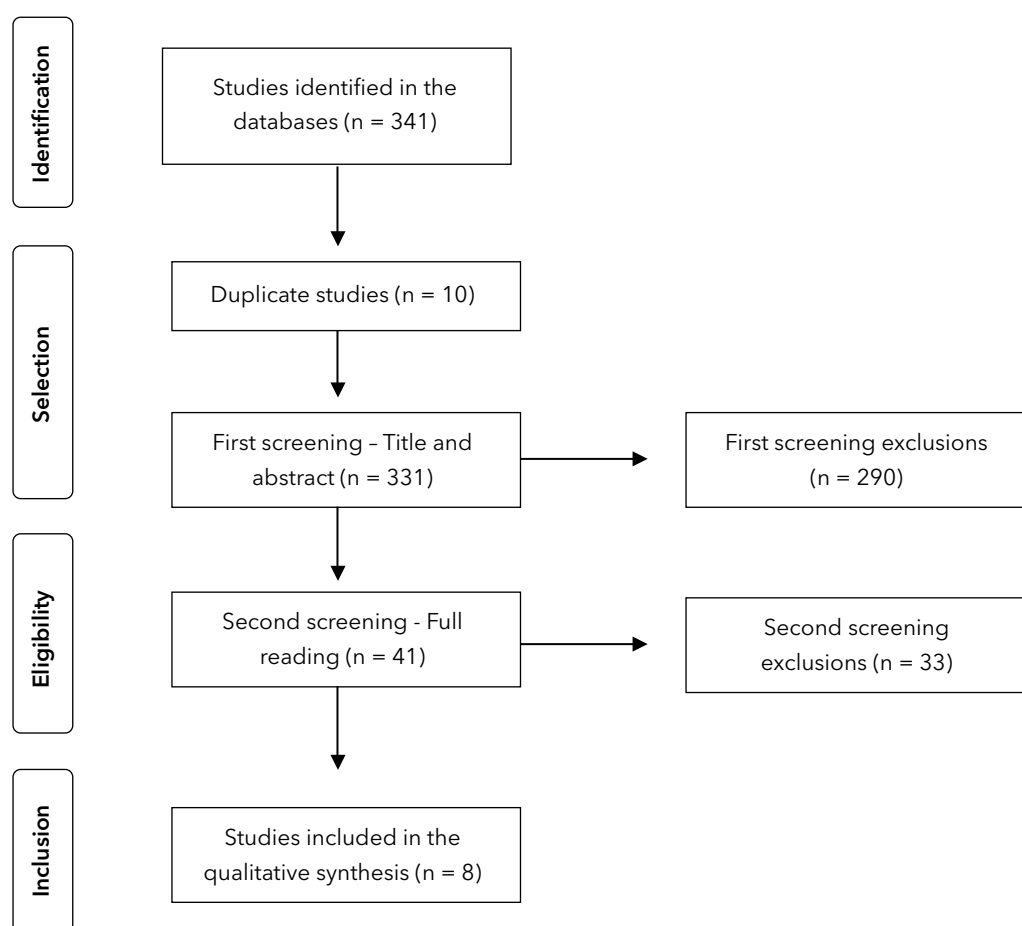 Identification
Studies identified in the
databases (n = 341)
Selection
Duplicate studies (n = 10)
First screening – Title and
abstract (n = 331)
First screening exclusions
(n = 290)
Eligibility
Second screening - Full
reading (n = 41)
Second screening
exclusions (n = 33)
Inclusion
Studies included in the
qualitative synthesis (n = 8)